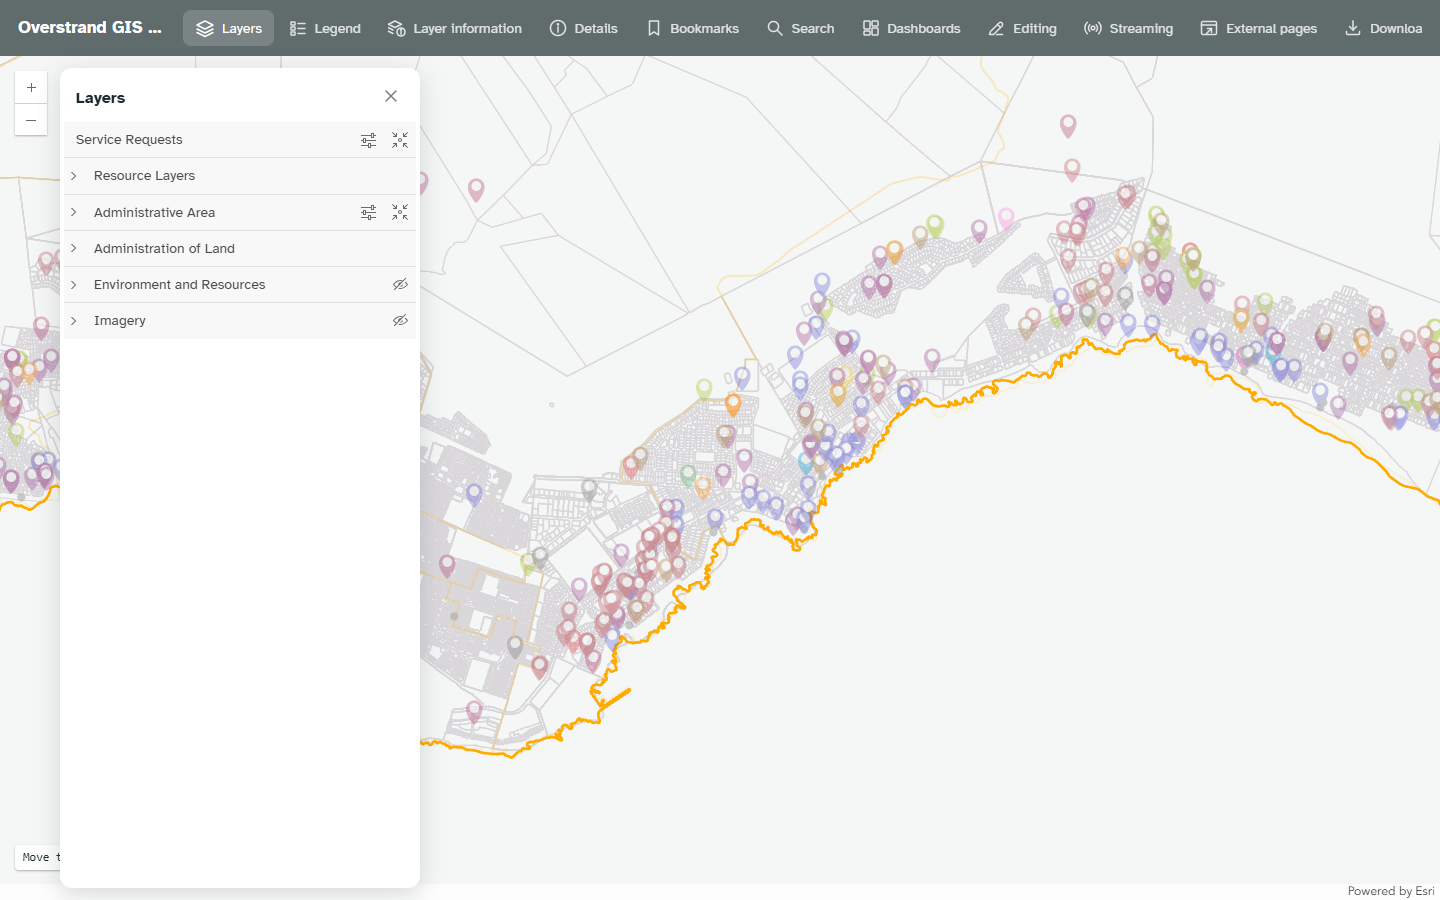 Overstrand GIS ...
Layers
Legend
Layer information
Details
Bookmarks
Search
Dashboards
Editing
Streaming
External pages
Downloa
Layers
Service Requests
Resource Layers
Administrative Area
Administration of Land
Environment and Resources
Imagery
Move t
Powered by Esri